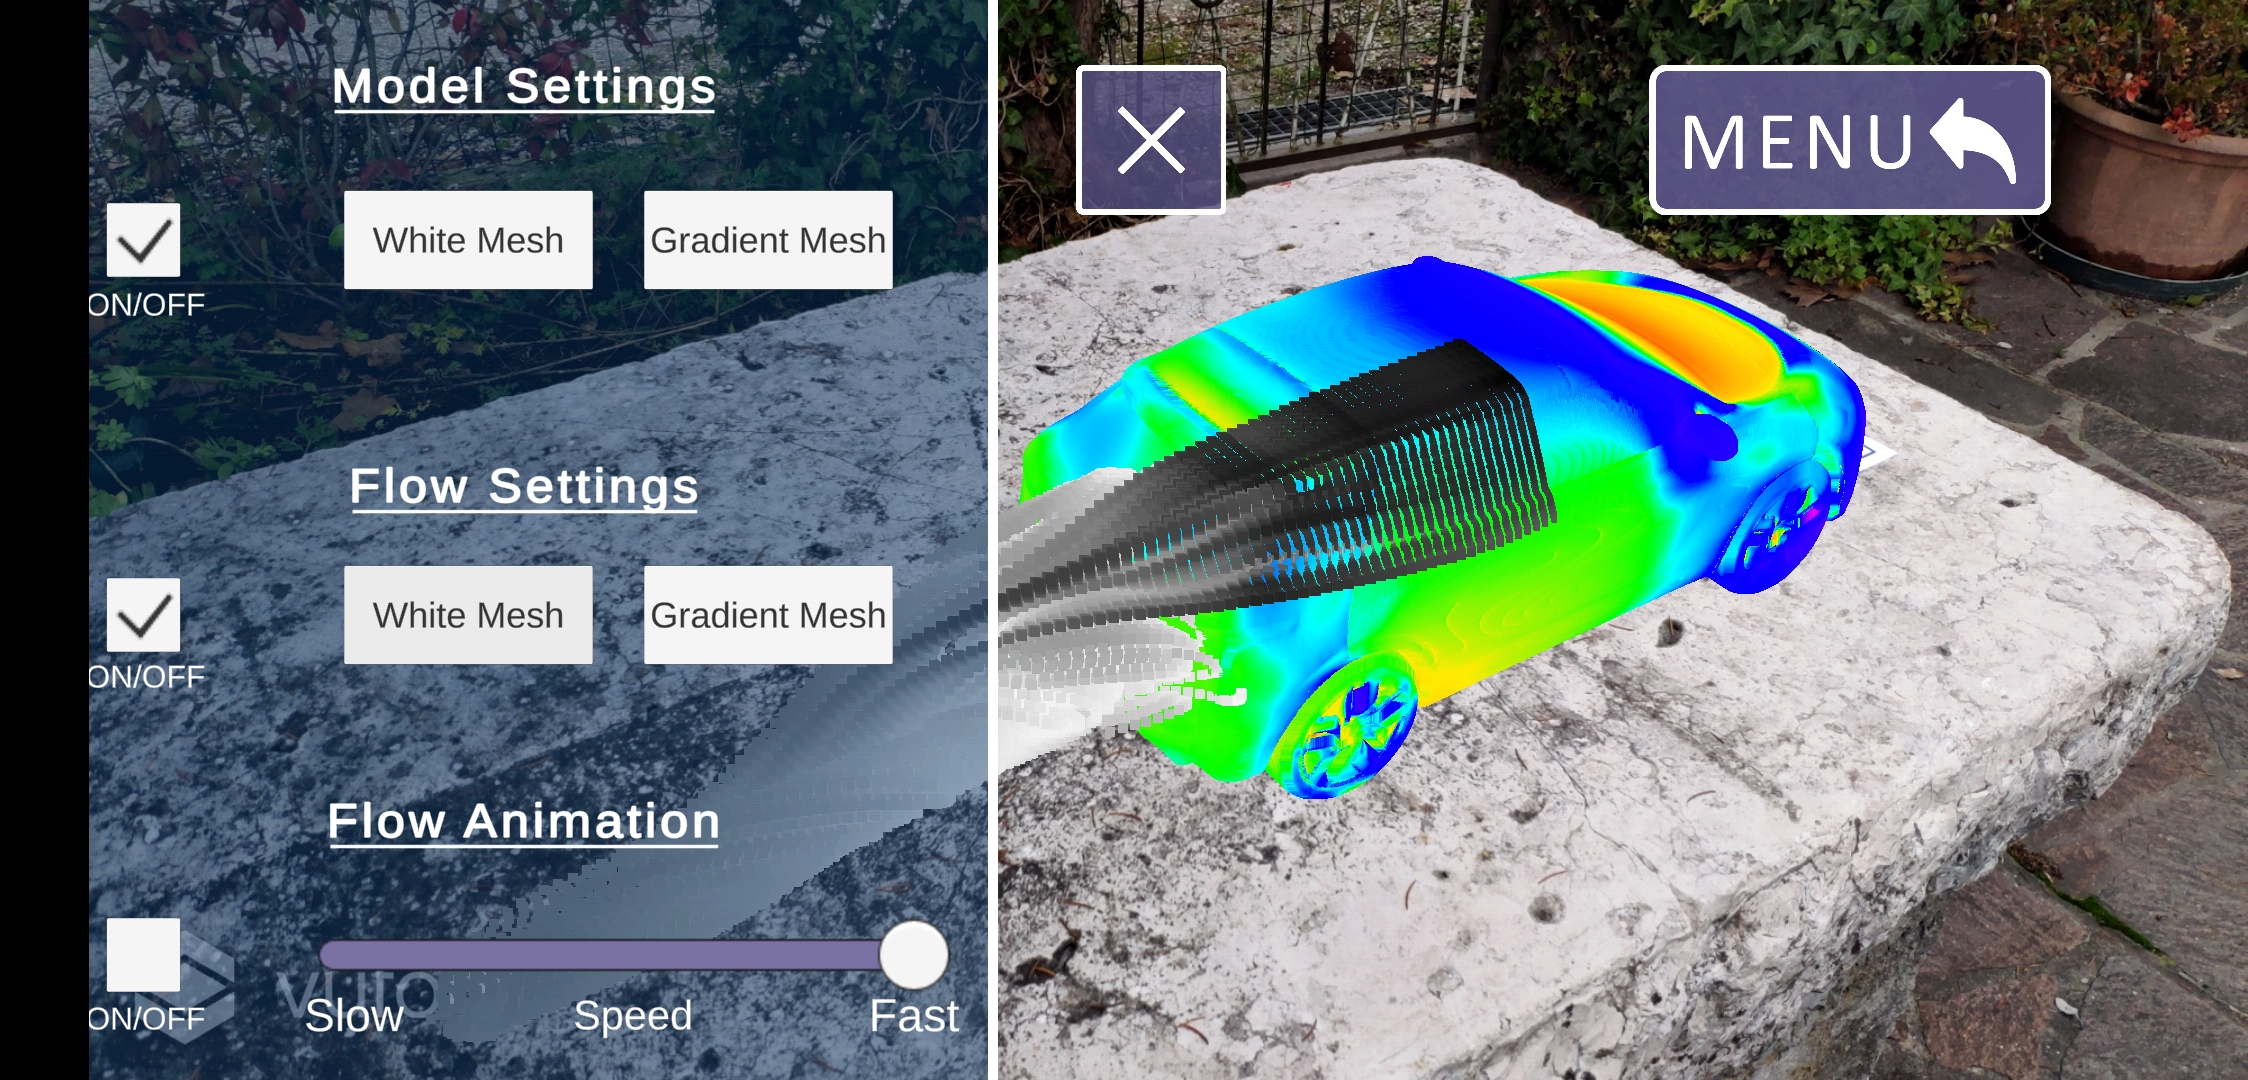 Model Settings
White Mesh
Gradient Mesh
ON/OFF
Flow Settings
White Mesh
Gradient Mesh
ON/OFF
Flow Animation
ON/OFF
Slow
Speed
Fast
MENU